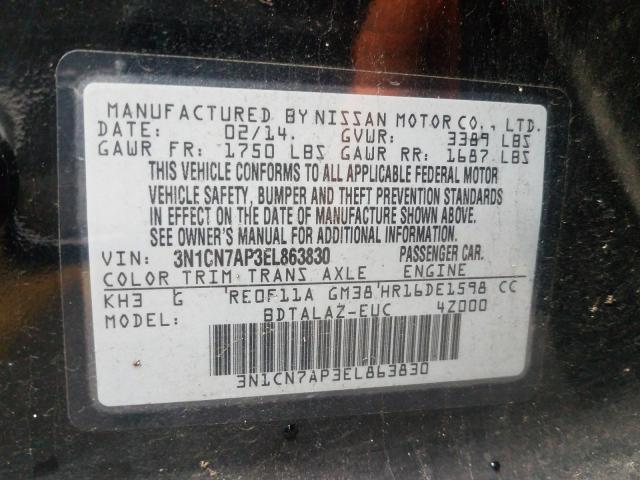 MANUFACTURED BY NISSAN MOTOR CO., LTD.
DATE: 02/14. GVWR: 3389 LBS
GAWR FR: 1750 LBS GAWR RR: 1687 LBS
THIS VEHICLE CONFORMS TO ALL APPLICABLE FEDERAL MOTOR
VEHICLE SAFETY, BUMPER AND THEFT PREVENTION STANDARDS
IN EFFECT ON THE DATE OF MANUFACTURE SHOWN ABOVE.
SEE OWNER'S MANUAL FOR ADDITIONAL INFORMATION.
VIN: 3N1CN7AP3EL863830 PASSENGER CAR.
COLOR TRIM TRANS AXLE ENGINE
KH3 G RE0F11A GM38 HR16DE1598 CC
MODEL: BDTALAZ-EUC 4Z000
3N1CN7AP3EL863830